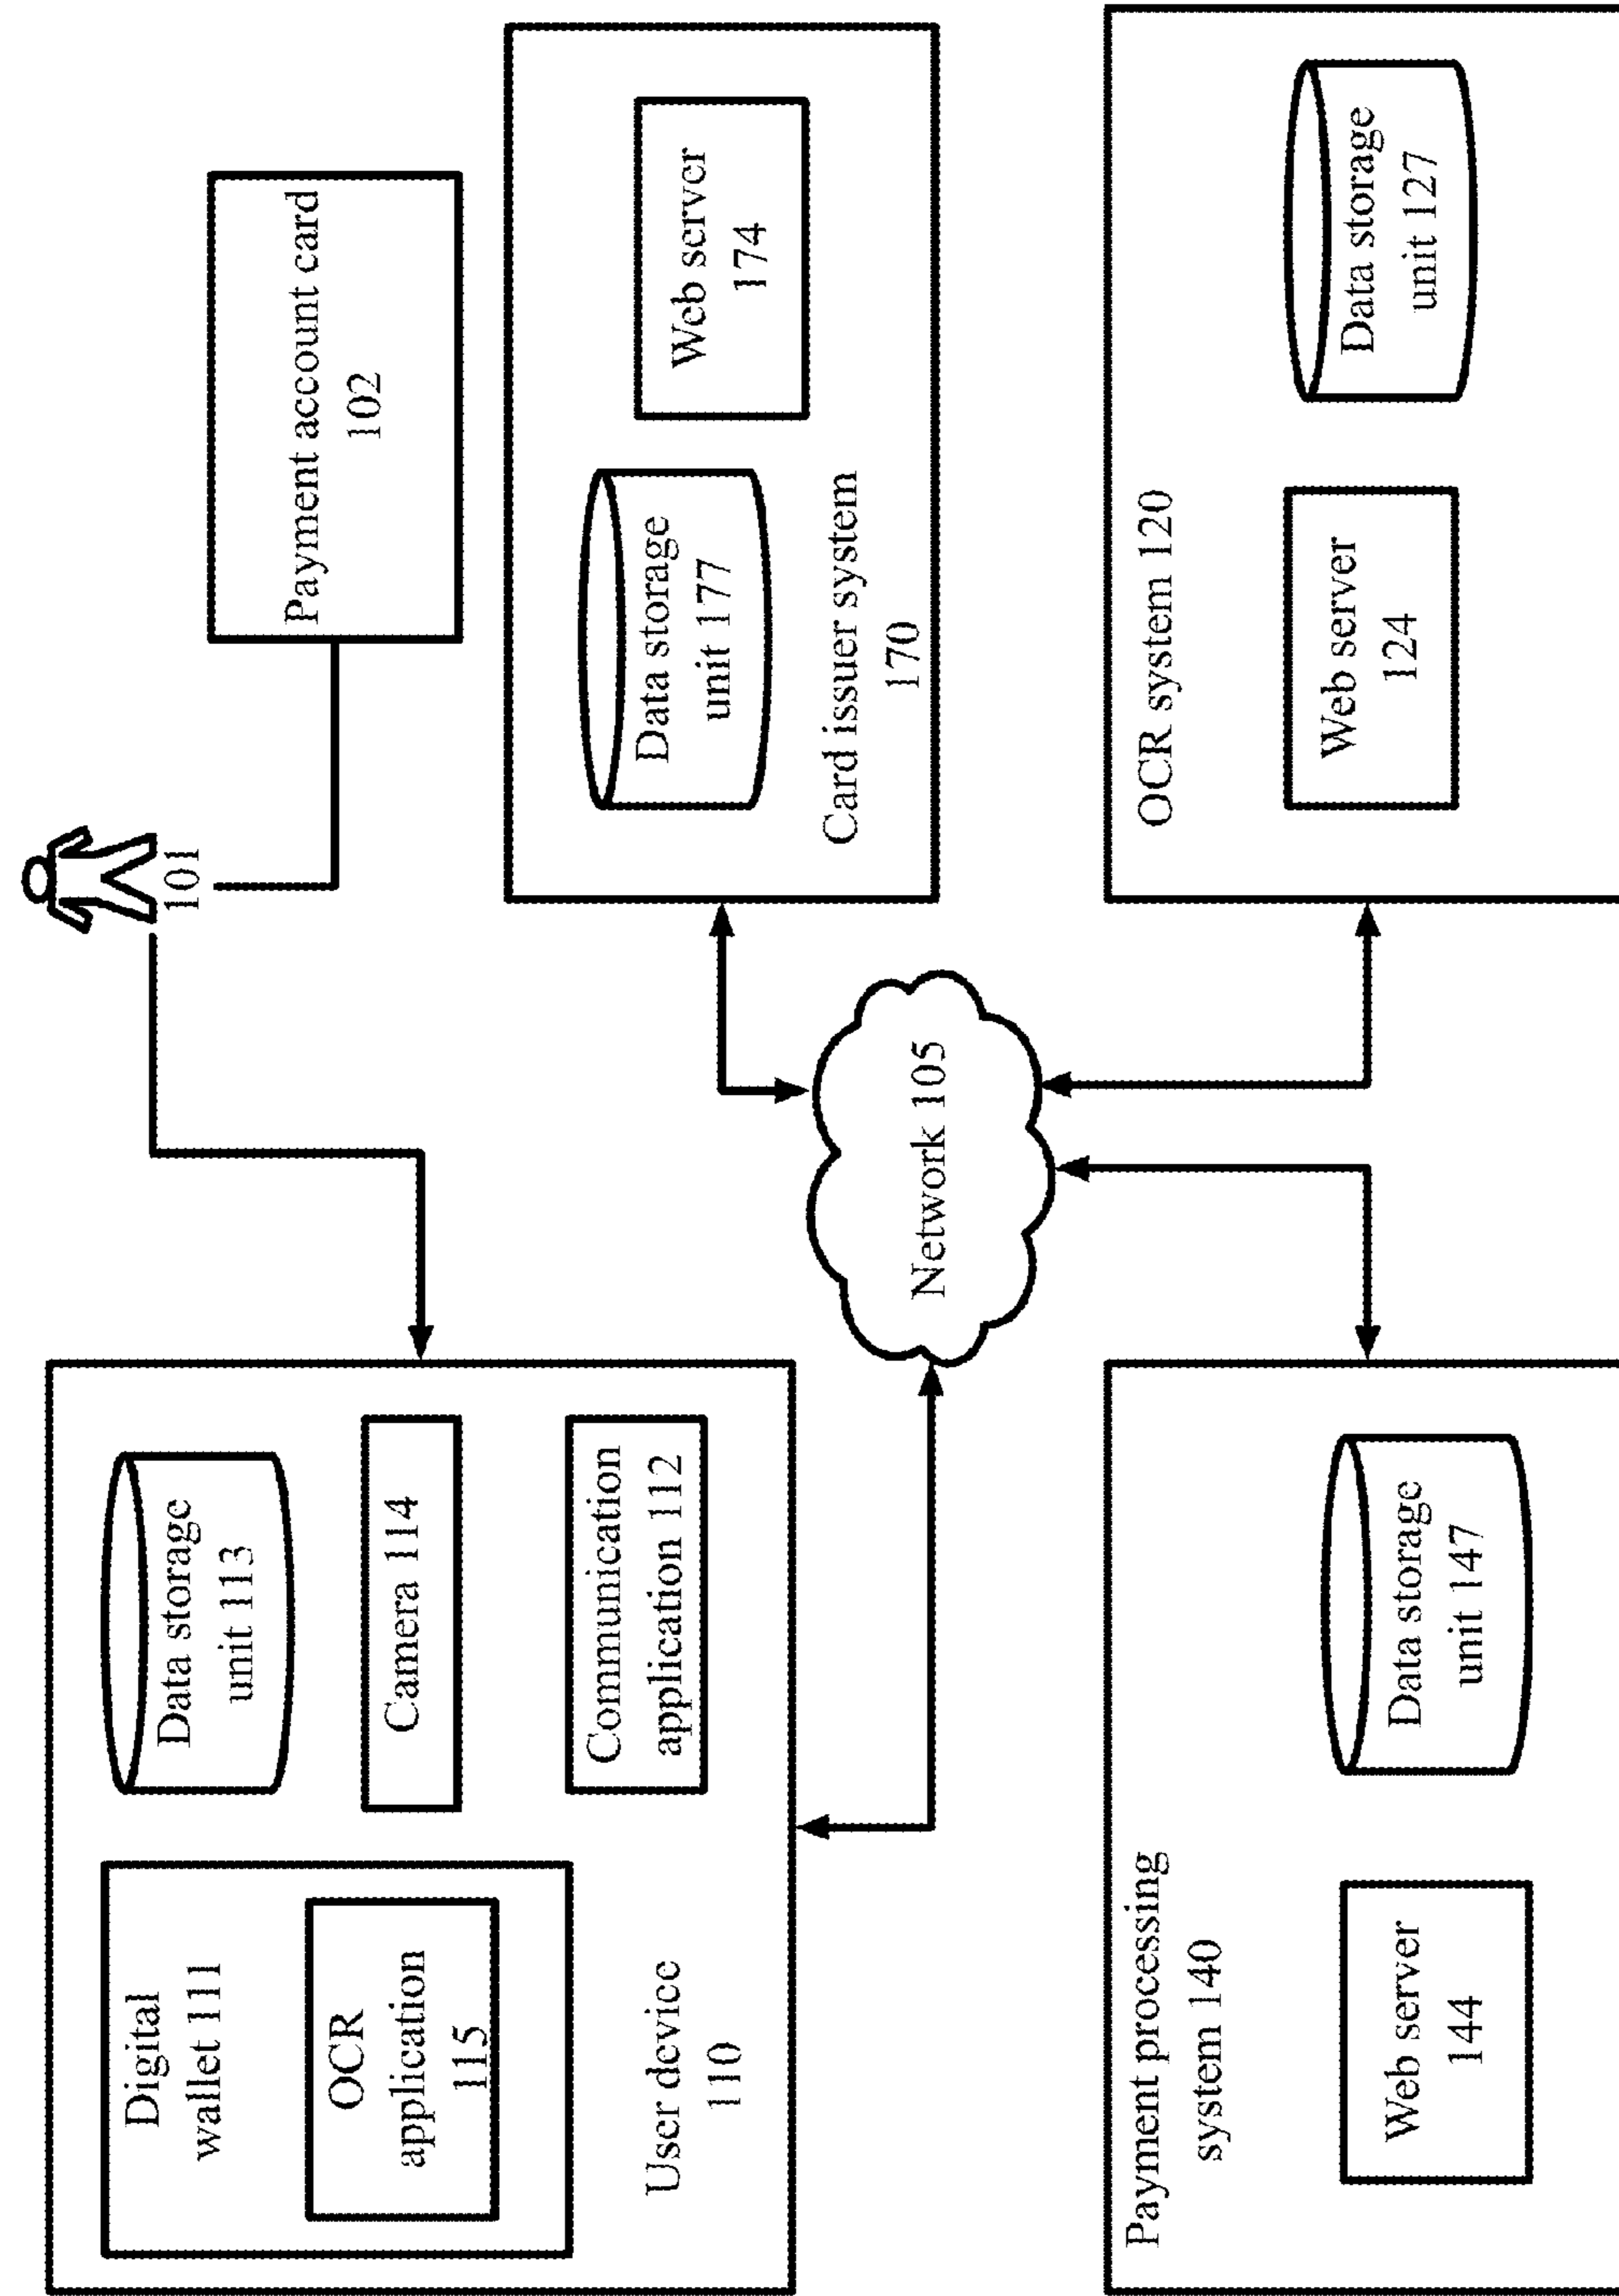 101
Payment account card
102
Digital
wallet 111
OCR
application
115
Data storage
unit 113
Camera 114
Communication
application 112
User device
110
Data storage
unit 177
Web server
174
Card issuer system
170
Network 105
Payment processing
system 140
Web server
144
Data storage
unit 147
OCR system 120
Web server
124
Data storage
unit 127